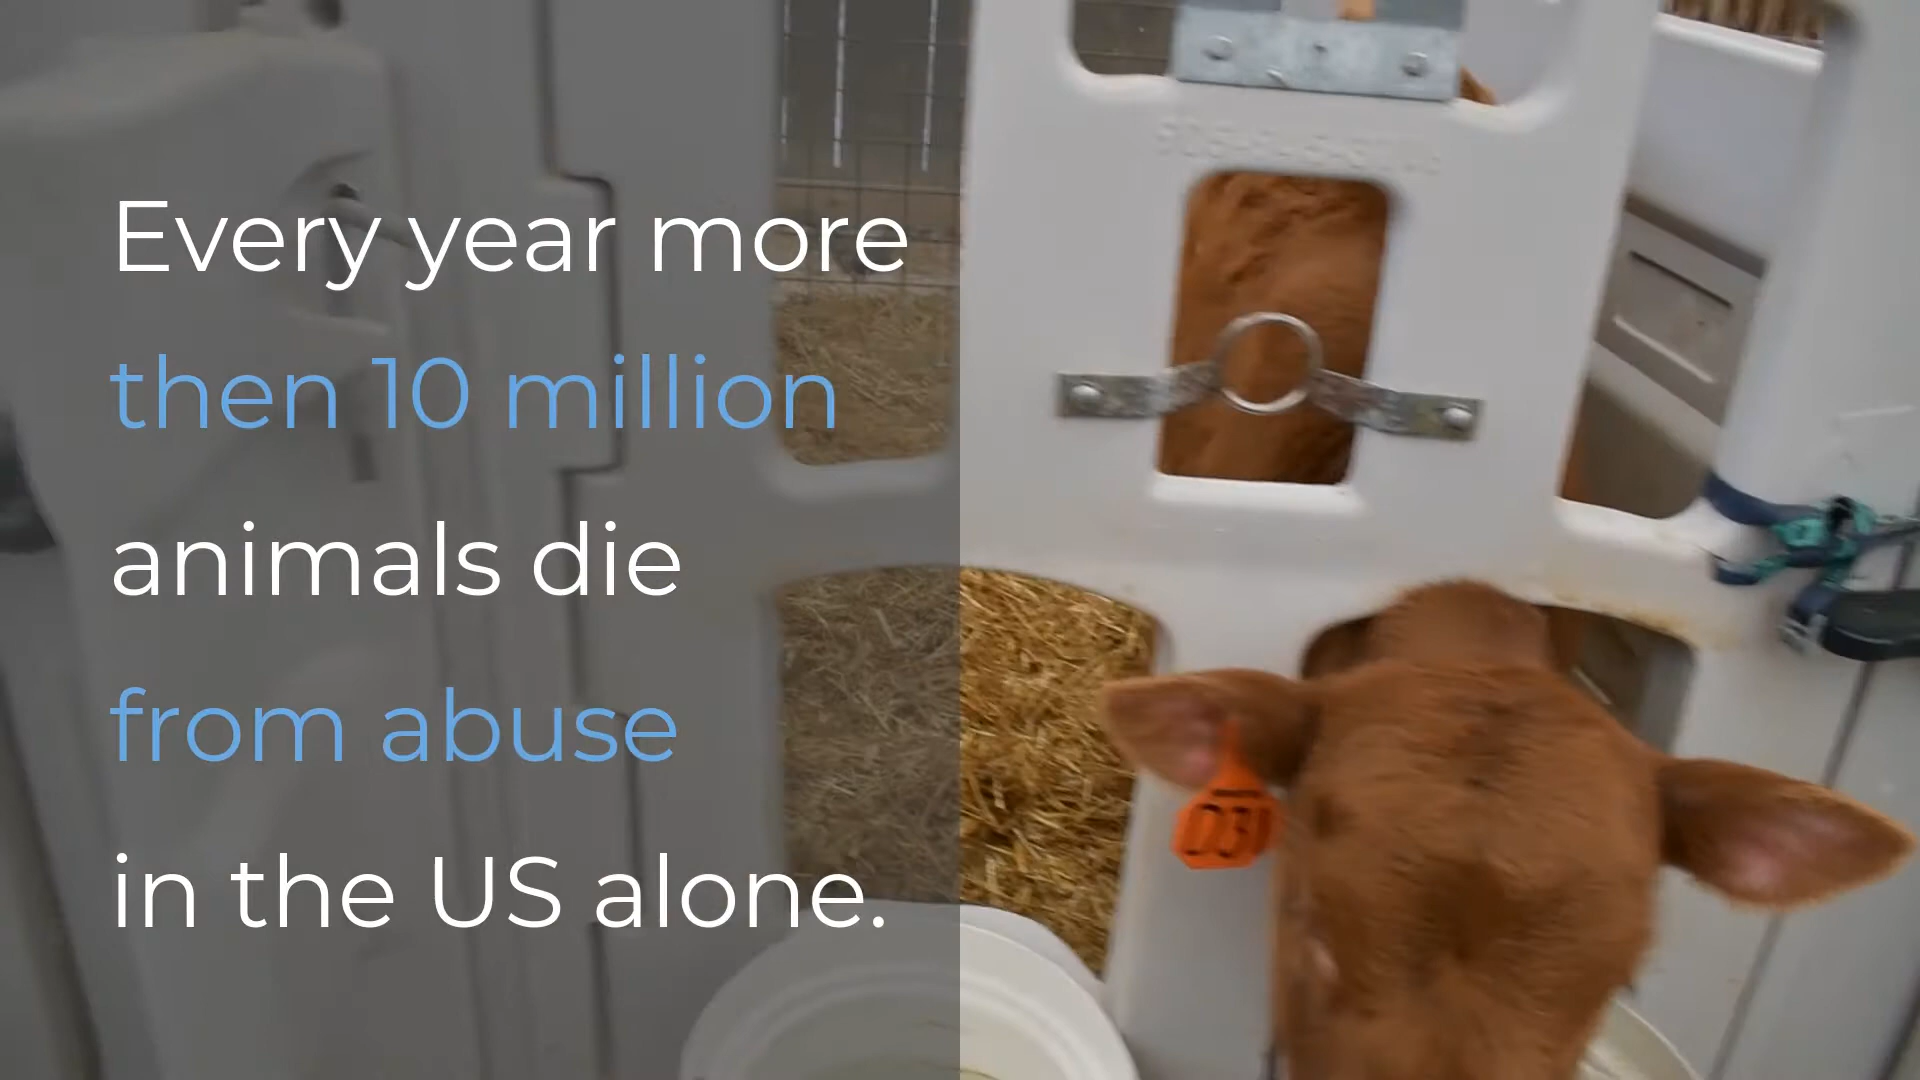 Every year more
then 10 million
animals die
from abuse
in the US alone.